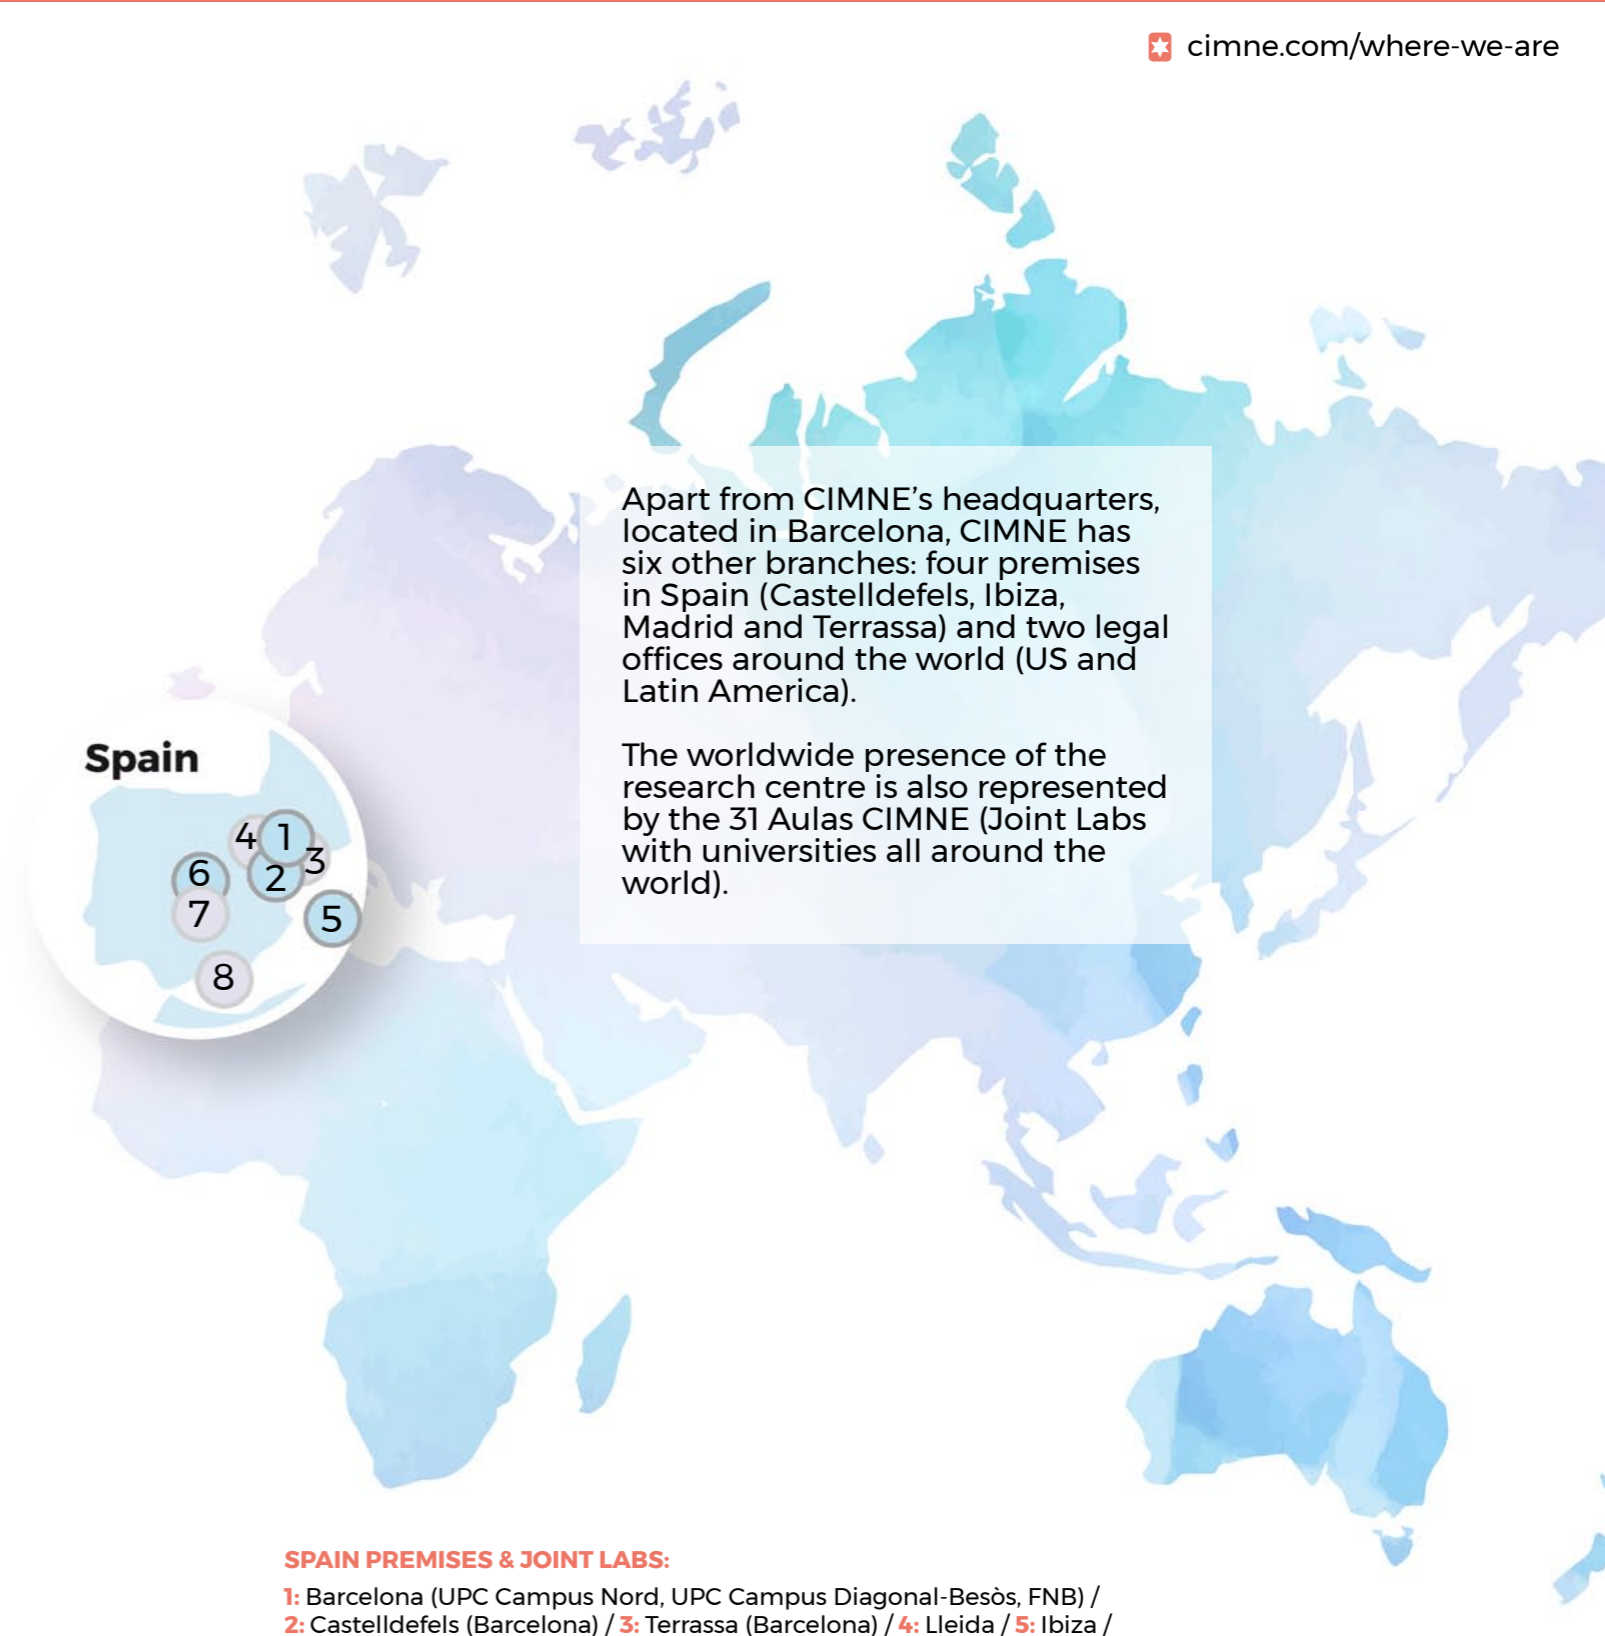 cimne.com/where-we-are
Apart from CIMNE’s headquarters,
located in Barcelona, CIMNE has
six other branches: four premises
in Spain (Castelldefels, Ibiza,
Madrid and Terrassa) and two legal
offices around the world (US and
Latin America).
The worldwide presence of the
research centre is also represented
by the 31 Aulas CIMNE (Joint Labs
with universities all around the
world).
Spain
4 1
3
6 2
7
5
8
SPAIN PREMISES & JOINT LABS:
1: Barcelona (UPC Campus Nord, UPC Campus Diagonal-Besòs, FNB) /
2: Castelldefels (Barcelona) / 3: Terrassa (Barcelona) / 4: Lleida / 5: Ibiza /